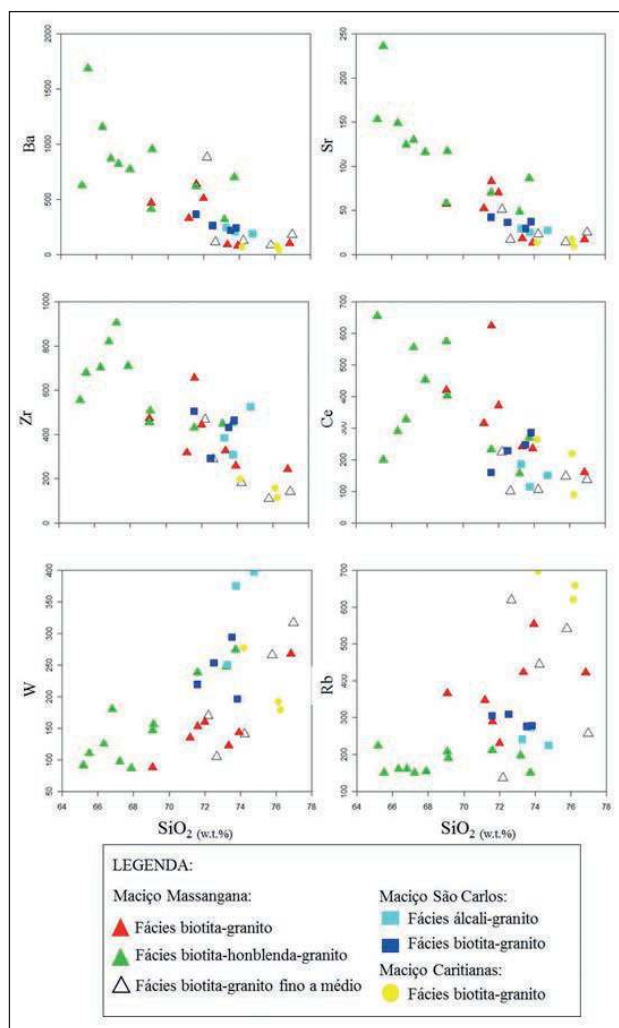 2000
1500
1000
500
0
Ba
250
200
150
100
50
0
Sr
1000
800
600
400
200
0
Zr
700
600
500
400
300
200
100
0
Ce
400
350
300
250
200
150
100
50
W
700
600
500
400
300
200
100
Rb
64 66 68 70 72 74 76 78
SiO₂ (w.t.%)
64 66 68 70 72 74 76 78
SiO₂ (w.t.%)
LEGENDA:
Maciço Massangana:
Fácies biotita-granito
Fácies biotita-honblenda-granito
Fácies biotita-granito fino a médio
Maciço São Carlos:
Fácies álcali-granito
Fácies biotita-granito
Maciço Caritianas:
Fácies biotita-granito